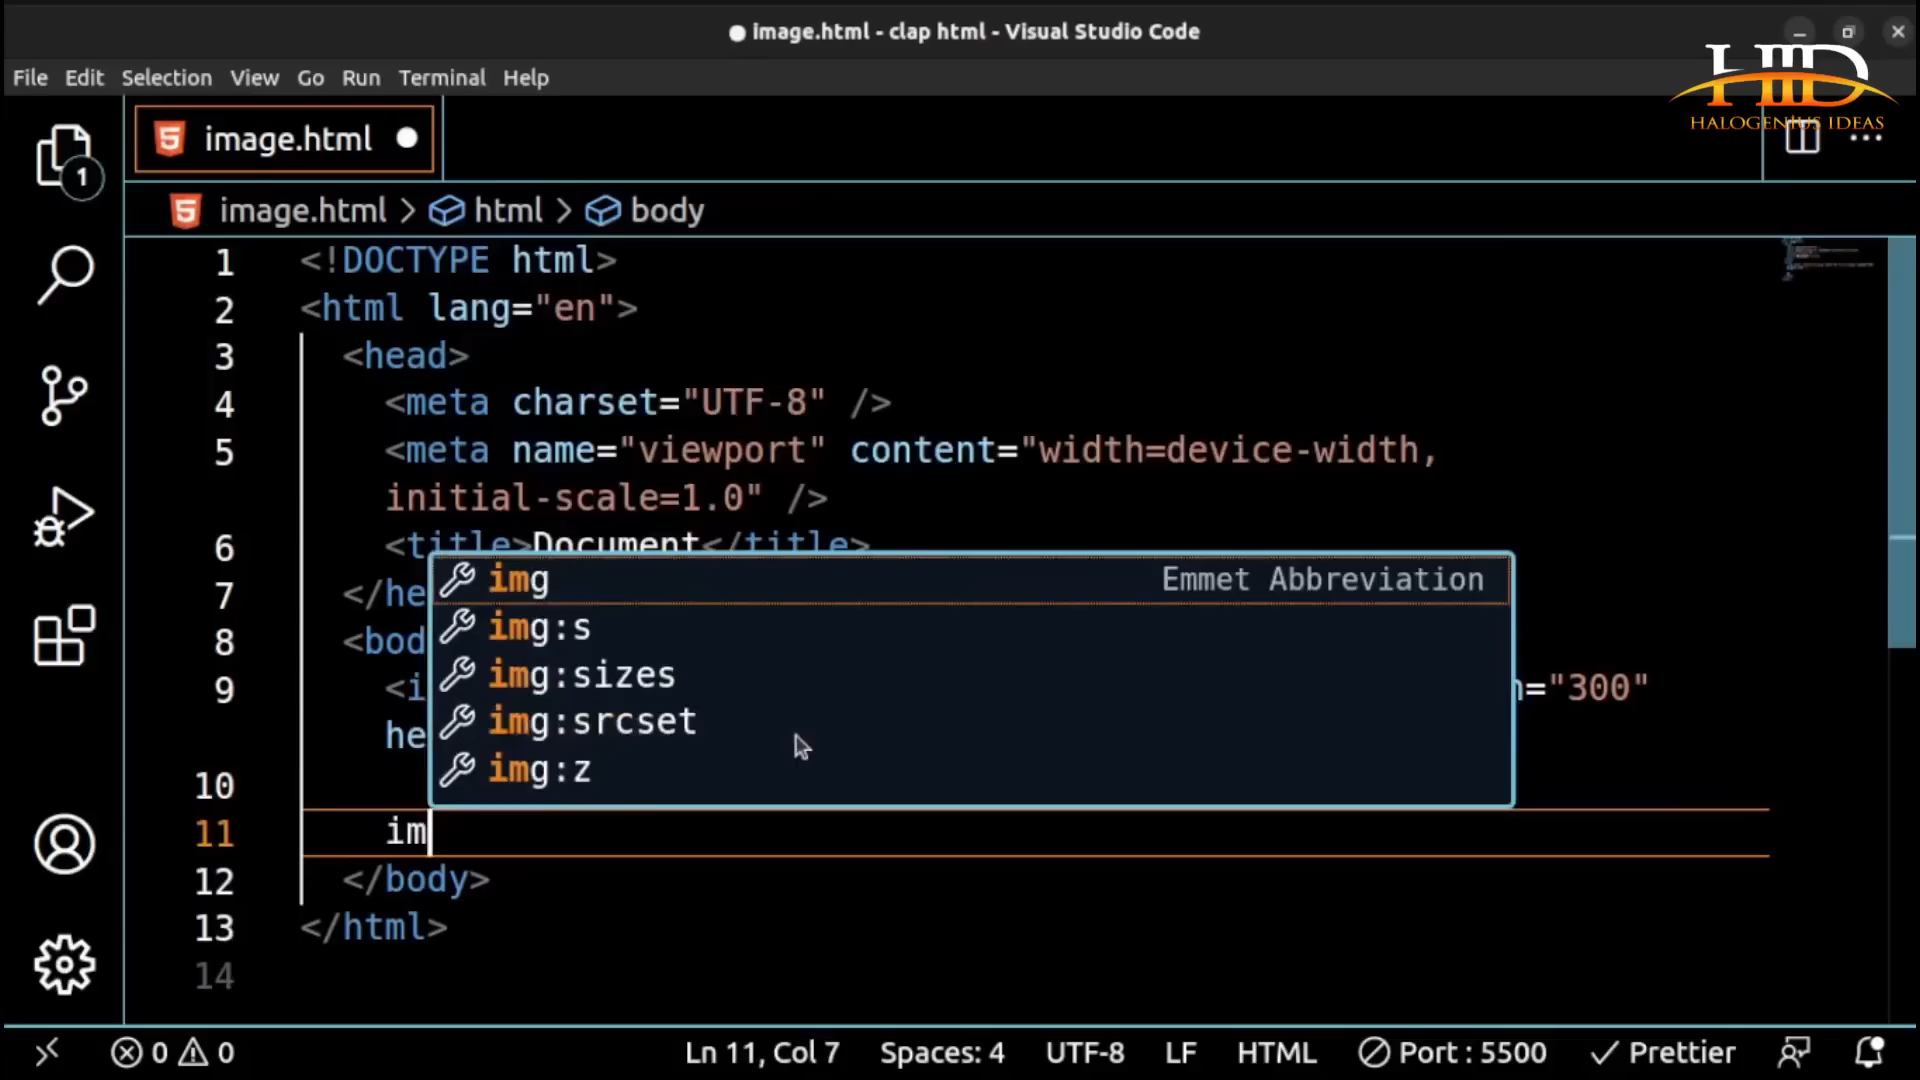 image.html - clap html - Visual Studio Code
File Edit Selection View Go Run Terminal Help
HID
HALOGENIUS IDEAS
image.html
1
image.html > html > body
1 <!DOCTYPE html>
2 <html lang="en">
3 <head>
4 <meta charset="UTF-8" />
5 <meta name="viewport" content="width=device-width,
initial-scale=1.0" />
6 <title>Document</title>
7 </he
img Emmet Abbreviation
8 <bod
img:s
img:sizes
9 <i h="300"
img:srcset
he
img:z
10
11 im
12 </body>
13 </html>
14
0 0 Ln 11, Col 7 Spaces: 4 UTF-8 LF HTML Port : 5500 Prettier